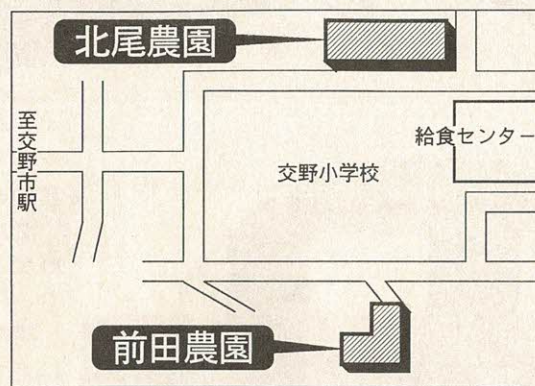 北尾農園
至交野市駅
給食センター
交野小学校
前田農園